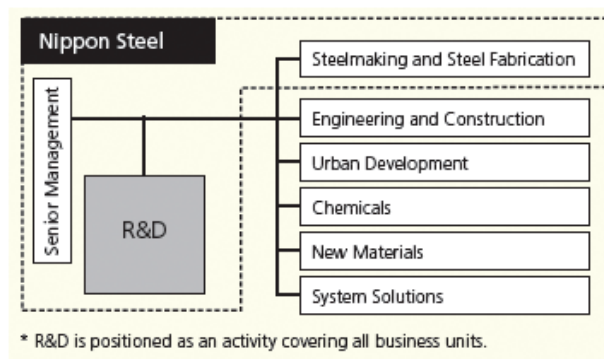 Nippon Steel
Senior Management
R&D
Steelmaking and Steel Fabrication
Engineering and Construction
Urban Development
Chemicals
New Materials
System Solutions
* R&D is positioned as an activity covering all business units.